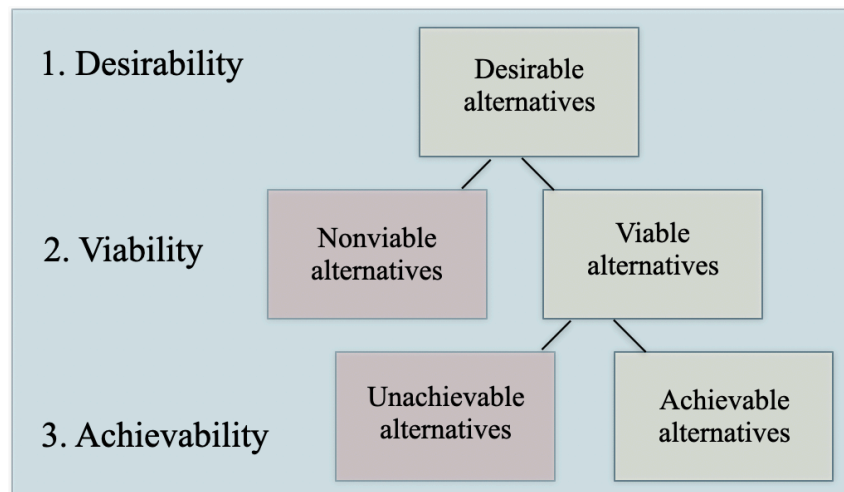 1. Desirability
Desirable
alternatives
2. Viability
Nonviable
alternatives
Viable
alternatives
3. Achievability
Unachievable
alternatives
Achievable
alternatives